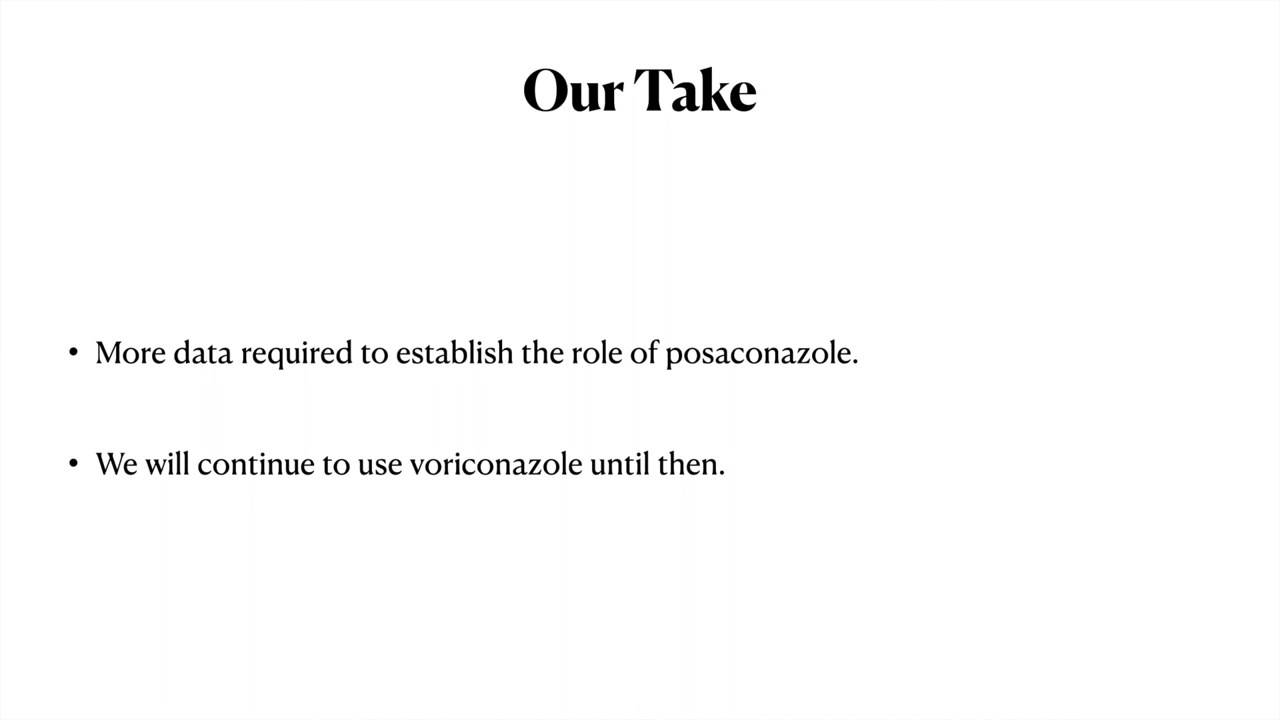 Our Take
• More data required to establish the role of posaconazole.
• We will continue to use voriconazole until then.